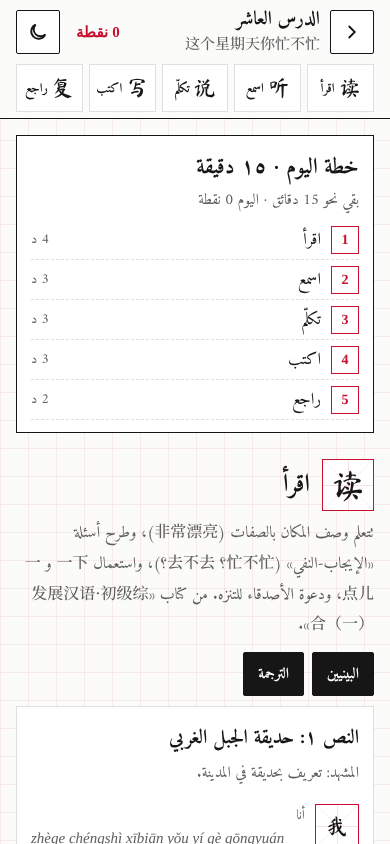 الدرس العاشر
这个星期天你忙不忙
0 نقطة
读 اقرأ
听 اسمع
说 تكلّم
写 اكتب
复 راجع
خطة اليوم · ١٥ دقيقة
بقي نحو 15 دقائق · اليوم 0 نقطة
1 اقرأ 4 د
2 اسمع 3 د
3 تكلّم 3 د
4 اكتب 3 د
5 راجع 2 د
读 اقرأ
تتعلم وصف المكان بالصفات (非常漂亮)، وطرح أسئلة
«الإيجاب-النفي» (忙不忙؟ 去不去؟)، واستعمال 一下 و 一
点儿، ودعوة الأصدقاء للتنزه. من كتاب «发展汉语·初级综
合（一）».
البينيين
الترجمة
النص ١: حديقة الجبل الغربي
المشهد: تعريف بحديقة في المدينة.
أنا
我
zhège chéngshì xībiān yǒu yí gè gōngyuán